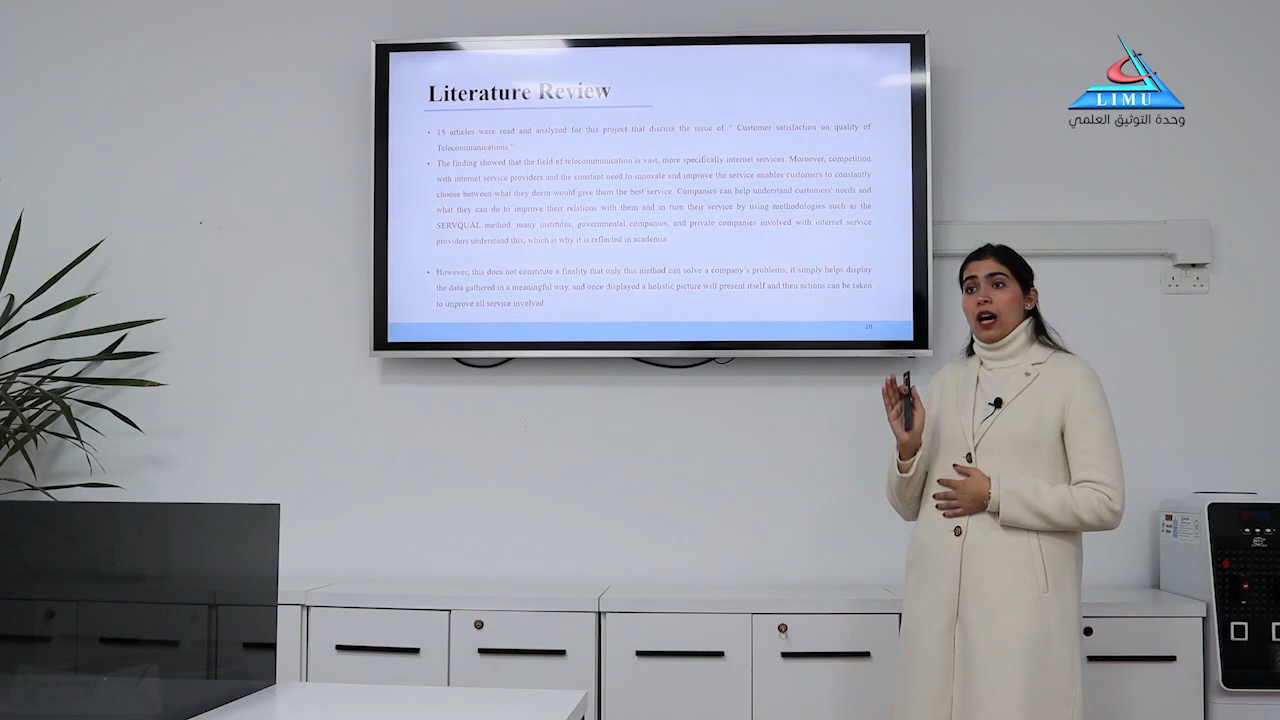 Literature Review
• 15 articles were read and analyzed for this project that discuss the issue of “ Customer satisfaction on quality of
Telecommunications ”.
• The finding showed that the field of telecommunication is vast, more specifically internet services. Moreover, competition
with internet service providers and the constant need to innovate and improve the service enables customers to constantly
choose between what they deem would give them the best service. Companies can help understand customers' needs and
what they can do to improve their relations with them and in turn their service by using methodologies such as the
SERVQUAL method. many institutes, governmental companies, and private companies involved with internet service
providers understand this, which is why it is reflected in academia.
• However, this does not constitute a finality that only this method can solve a company’s problems, it simply helps display
the data gathered in a meaningful way, and once displayed a holistic picture will present itself and then actions can be taken
to improve all service involved
10
LIMU
وحدة التوثيق العلمي